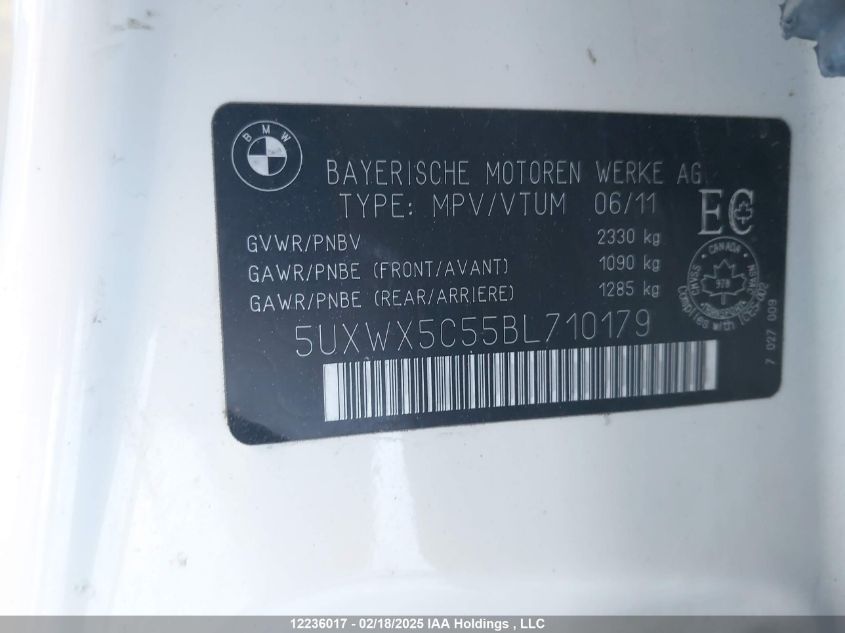 BMW
BAYERISCHE MOTOREN WERKE AG
TYPE: MPV/VTUM 06/11
EC
GVWR/PNBV 2330 kg
GAWR/PNBE (FRONT/AVANT) 1090 kg
GAWR/PNBE (REAR/ARRIERE) 1285 kg
CANADA
5UXWX5C55BL710179
7 027 009
12236017 - 02/18/2025 IAA Holdings , LLC